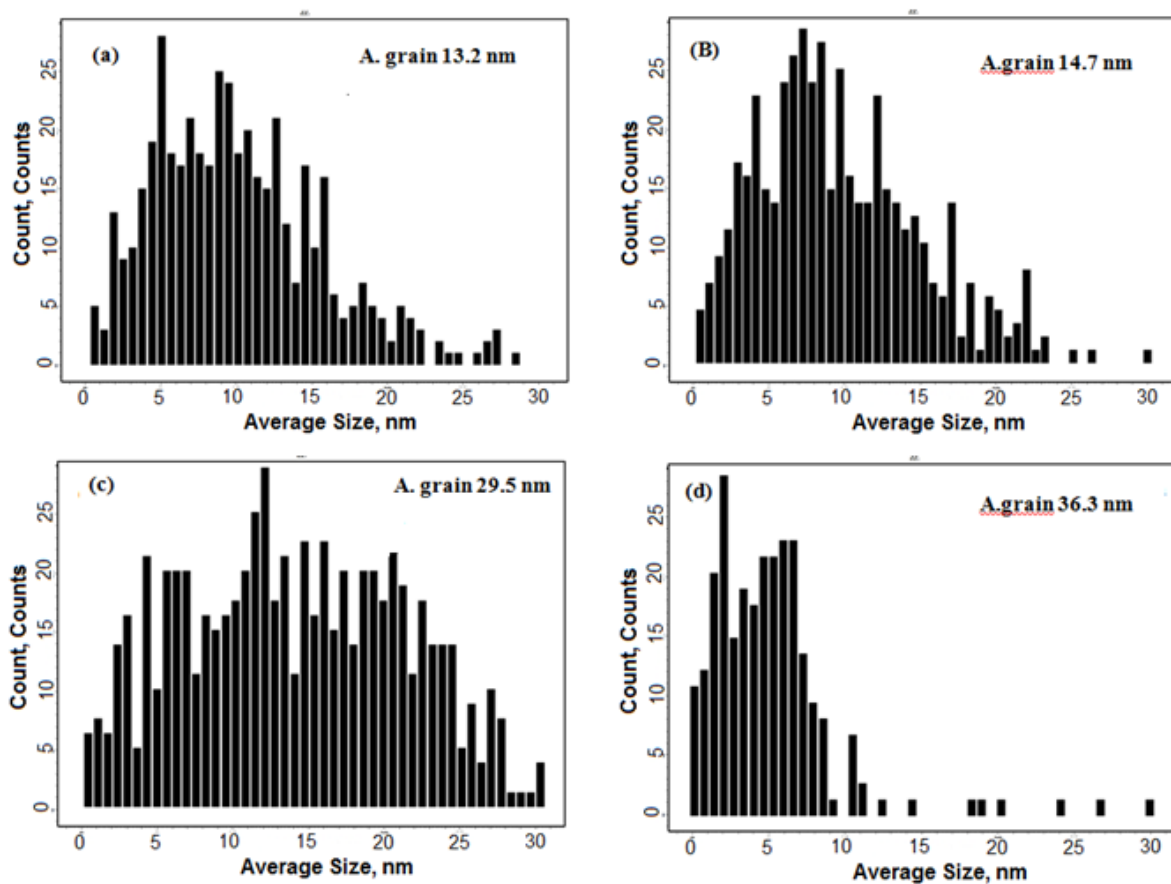 (a)
A. grain 13.2 nm
Count, Counts
25
20
15
10
5
0
0 5 10 15 20 25 30
Average Size, nm
(B)
A.grain 14.7 nm
Count, Counts
25
20
15
10
5
0
0 5 10 15 20 25 30
Average Size, nm
(c)
A. grain 29.5 nm
Count, Counts
25
20
15
10
5
0
0 5 10 15 20 25 30
Average Size, nm
(d)
A.grain 36.3 nm
Count, Counts
25
20
15
10
5
0
0 5 10 15 20 25 30
Average Size, nm